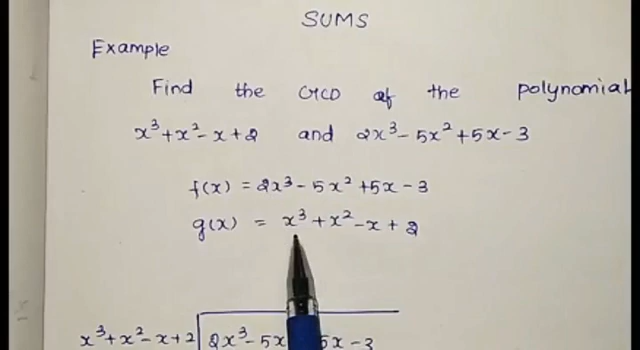 SUMS
Example
Find the GCD of the polynomial
x³ + x² - x + 2 and 2x³ - 5x² + 5x - 3
f(x) = 2x³ - 5x² + 5x - 3
g(x) = x³ + x² - x + 2
x³ + x² - x + 2 2x³ - 5x 5x - 3